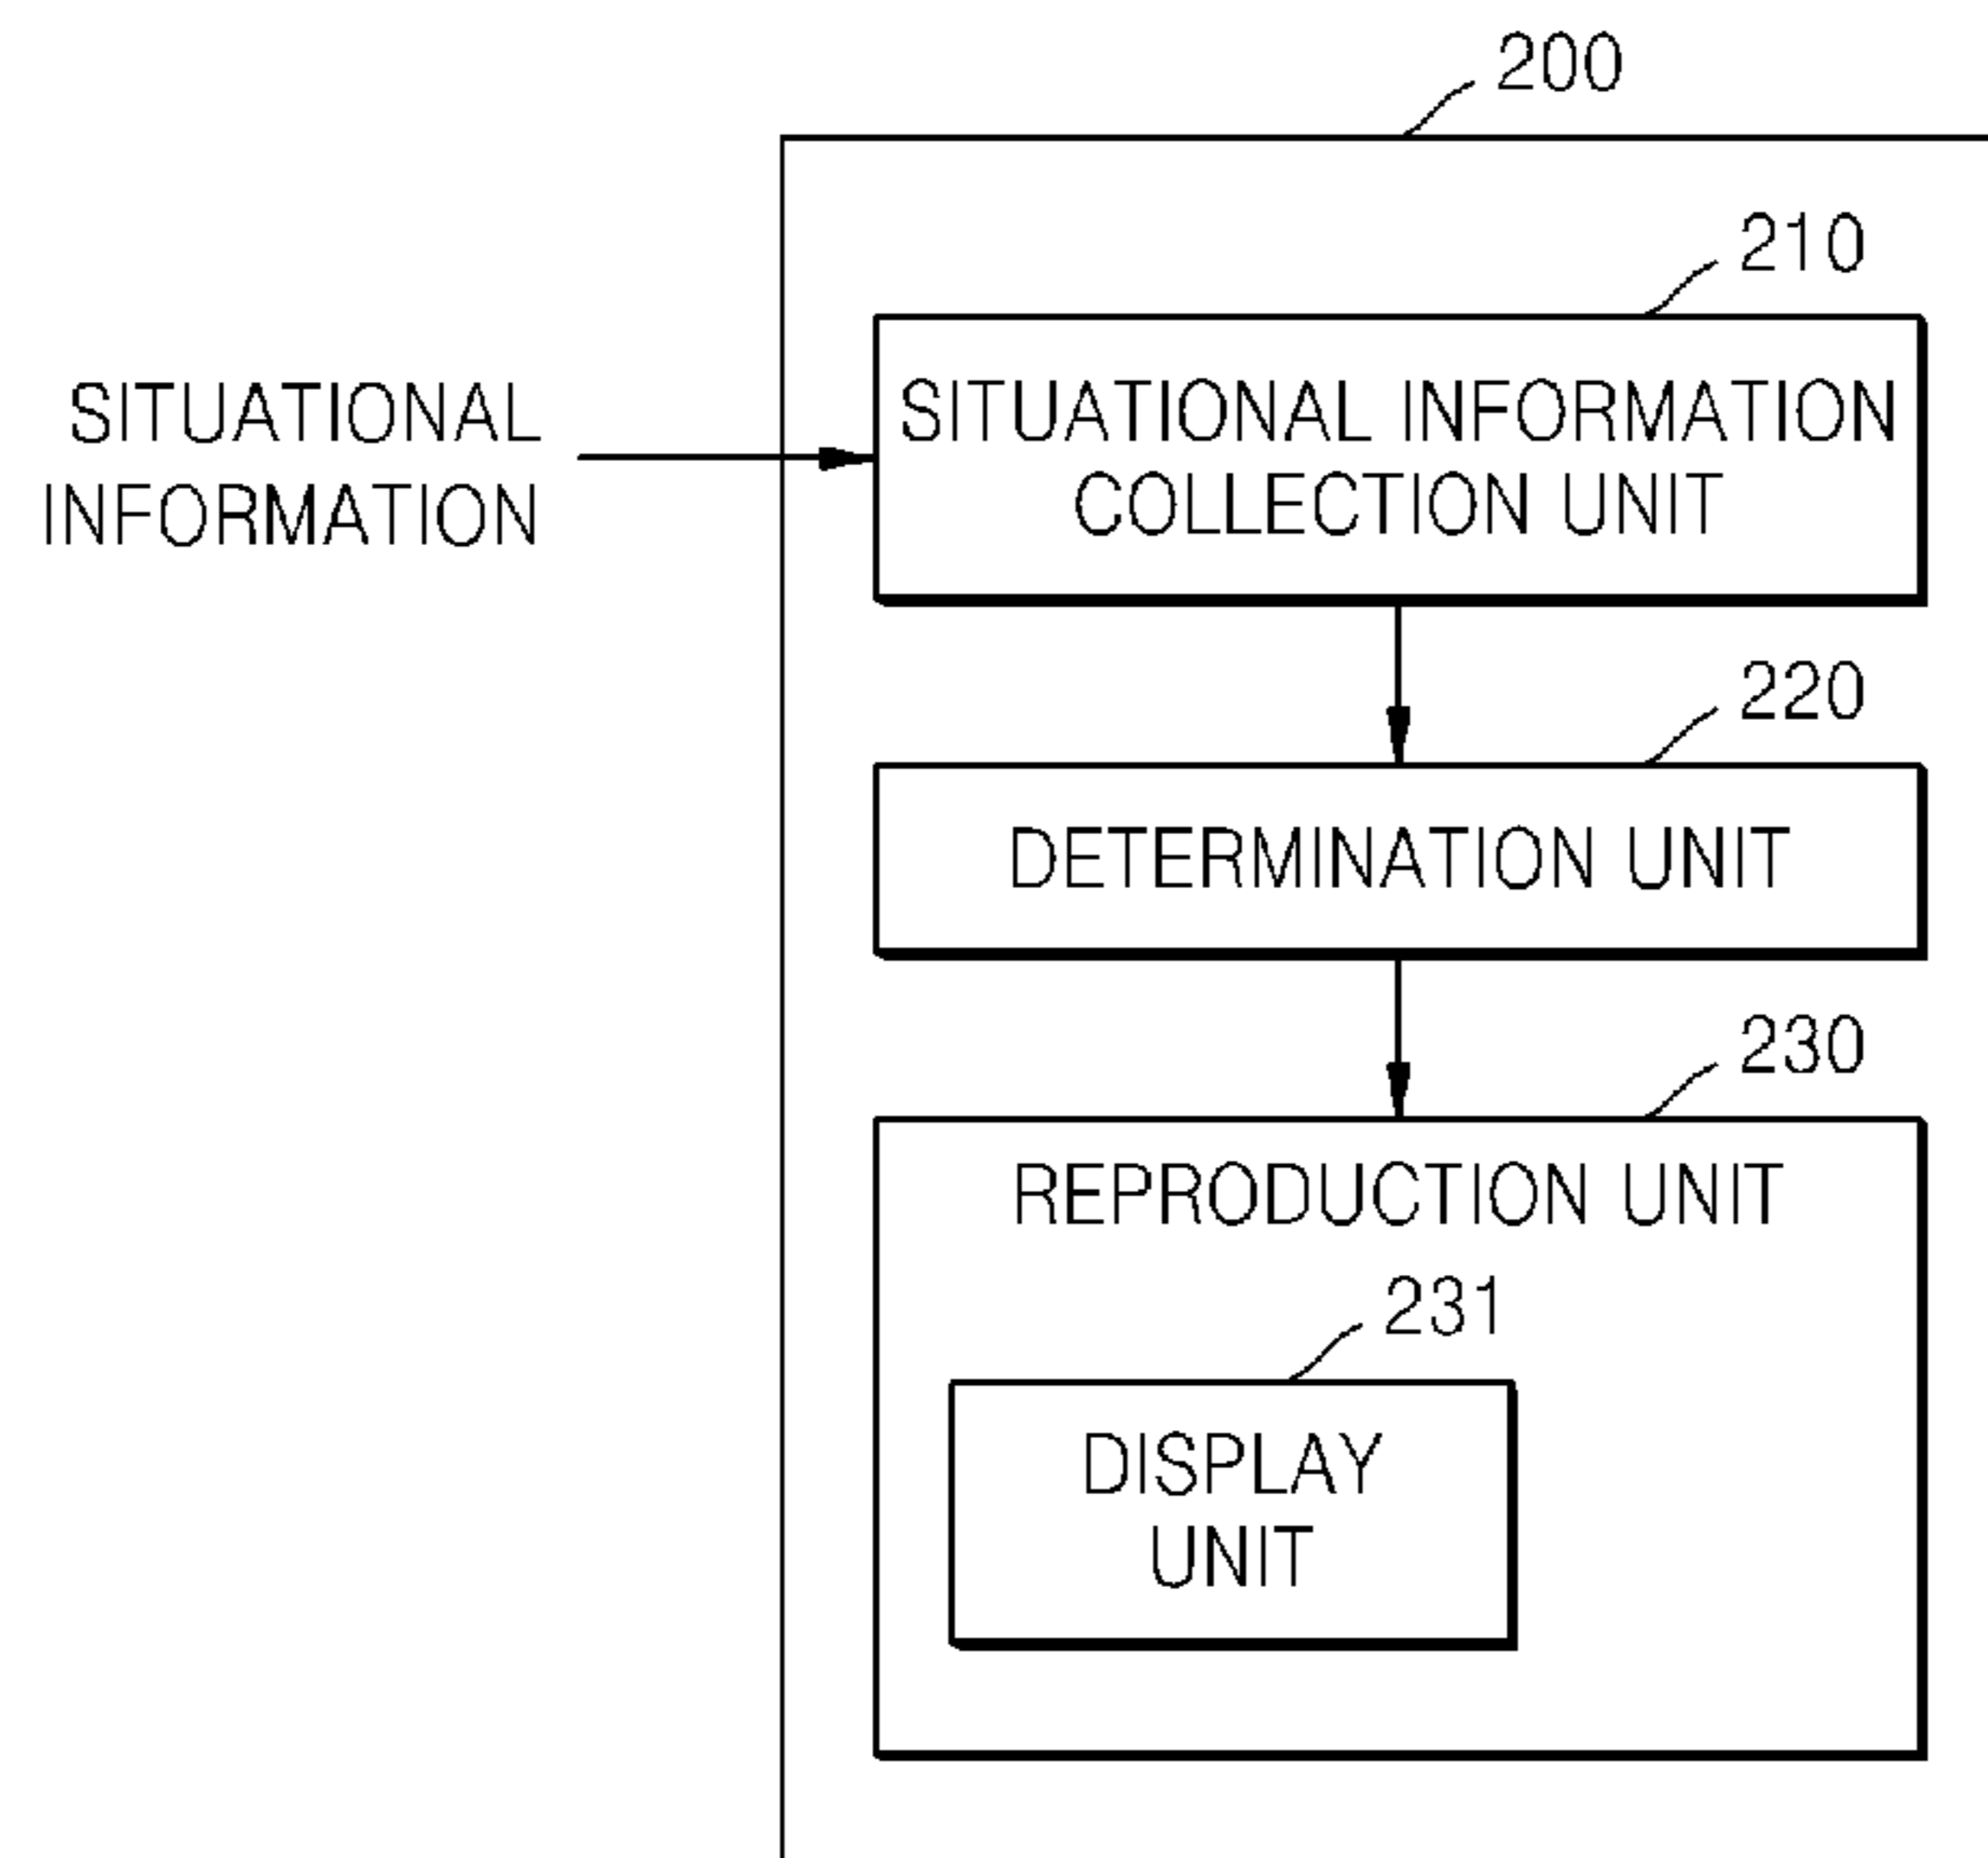 200
210
SITUATIONAL
INFORMATION
SITUATIONAL INFORMATION
COLLECTION UNIT
220
DETERMINATION UNIT
230
REPRODUCTION UNIT
231
DISPLAY
UNIT